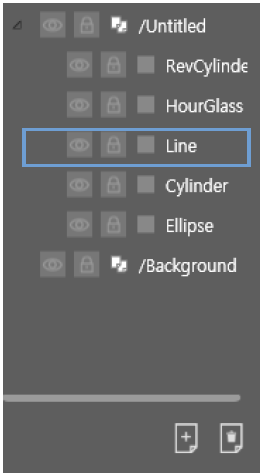 /Untitled
RevCylinde
HourGlass
Line
Cylinder
Ellipse
/Background